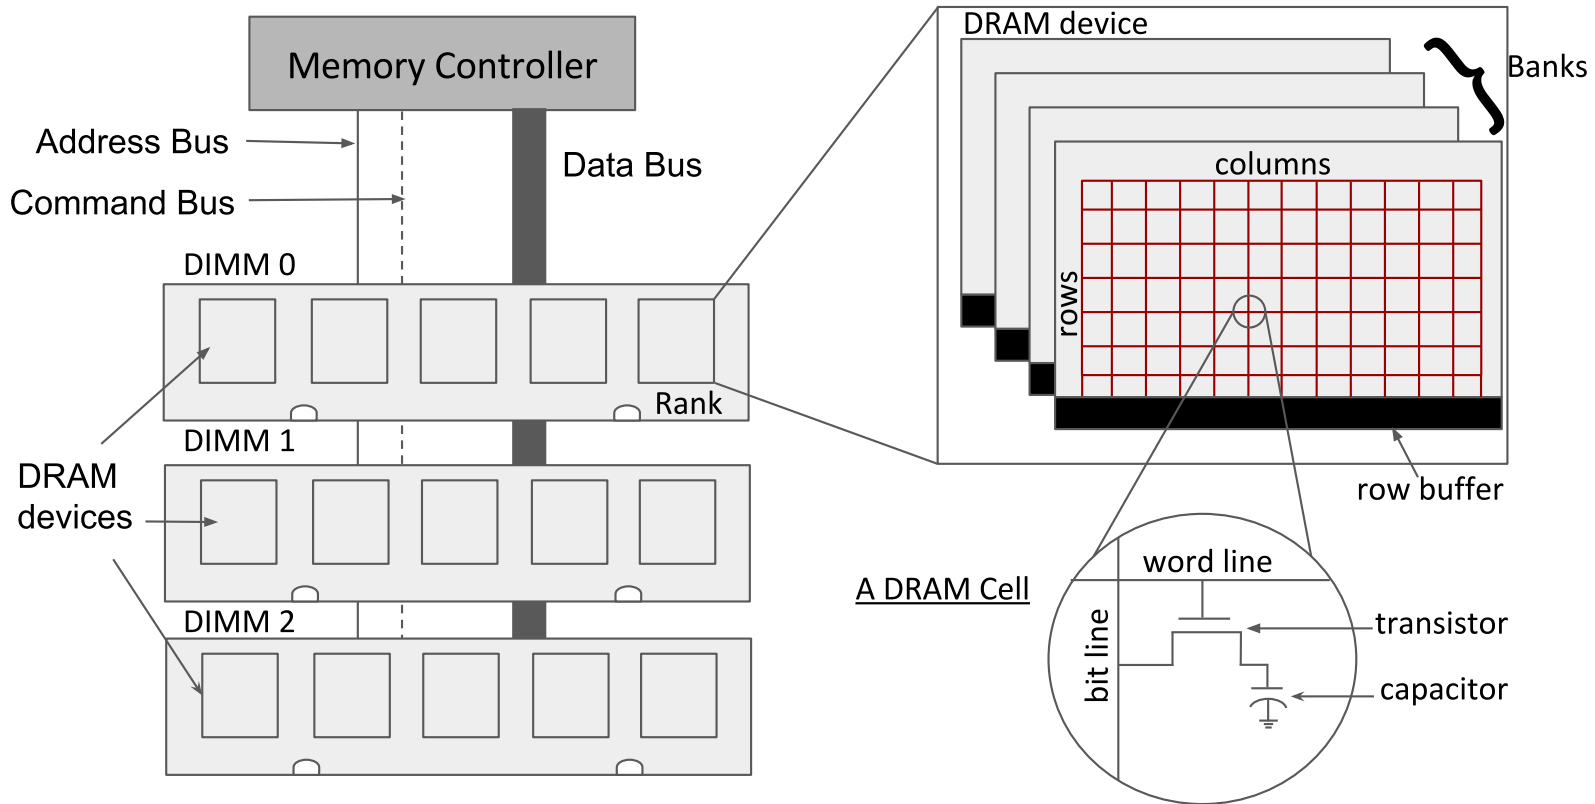 Memory Controller
Address Bus
Command Bus
Data Bus
DIMM 0
Rank
DIMM 1
DRAM
devices
DIMM 2
DRAM device
Banks
columns
rows
row buffer
A DRAM Cell
word line
bit line
transistor
capacitor